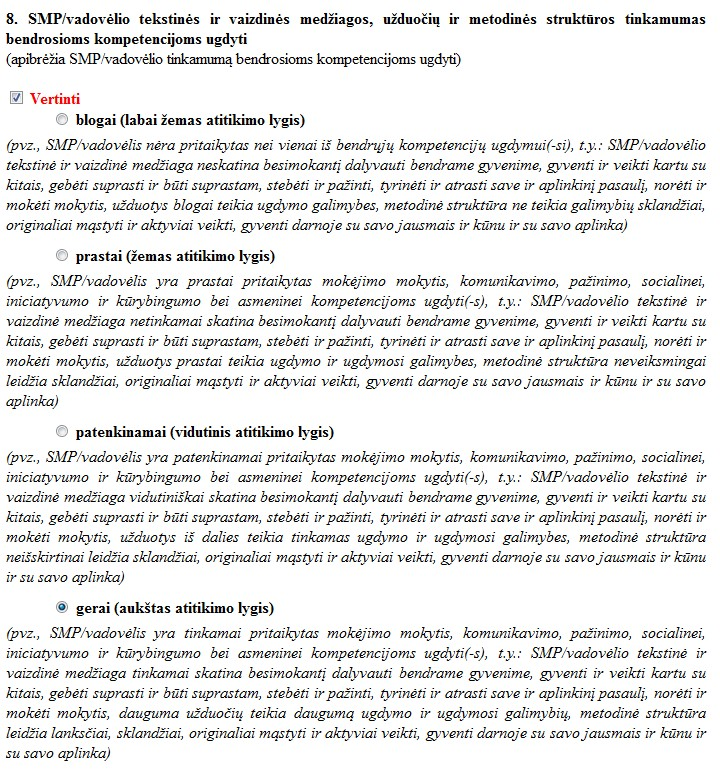 8. SMP/vadovėlio tekstinės ir vaizdinės medžiagos, užduočių ir metodinės struktūros tinkamumas
bendrosioms kompetencijoms ugdyti
(apibrėžia SMP/vadovėlio tinkamumą bendrosioms kompetencijoms ugdyti)
Vertinti
blogai (labai žemas atitikimo lygis)
(pvz., SMP/vadovėlis nėra pritaikytas nei vienai iš bendrųjų kompetencijų ugdymui(-si), t.y.: SMP/vadovėlio
tekstinė ir vaizdinė medžiaga neskatina besimokantį dalyvauti bendrame gyvenime, gyventi ir veikti kartu su
kitais, gebėti suprasti ir būti suprastam, stebėti ir pažinti, tyrinėti ir atrasti save ir aplinkinį pasaulį, norėti ir
mokėti mokytis, užduotys blogai teikia ugdymo galimybes, metodinė struktūra ne teikia galimybių sklandžiai,
originaliai mąstyti ir aktyviai veikti, gyventi darnoje su savo jausmais ir kūnu ir su savo aplinka)
prastai (žemas atitikimo lygis)
(pvz., SMP/vadovėlis yra prastai pritaikytas mokėjimo mokytis, komunikavimo, pažinimo, socialinei,
iniciatyvumo ir kūrybingumo bei asmeninei kompetencijoms ugdyti(-s), t.y.: SMP/vadovėlio tekstinė ir
vaizdinė medžiaga netinkamai skatina besimokantį dalyvauti bendrame gyvenime, gyventi ir veikti kartu su
kitais, gebėti suprasti ir būti suprastam, stebėti ir pažinti, tyrinėti ir atrasti save ir aplinkinį pasaulį, norėti ir
mokėti mokytis, užduotys prastai teikia ugdymo ir ugdymosi galimybes, metodinė struktūra neveiksmingai
leidžia sklandžiai, originaliai mąstyti ir aktyviai veikti, gyventi darnoje su savo jausmais ir kūnu ir su savo
aplinka)
patenkinamai (vidutinis atitikimo lygis)
(pvz., SMP/vadovėlis yra patenkinamai pritaikytas mokėjimo mokytis, komunikavimo, pažinimo, socialinei,
iniciatyvumo ir kūrybingumo bei asmeninei kompetencijoms ugdyti(-s), t.y.: SMP/vadovėlio tekstinė ir
vaizdinė medžiaga vidutiniškai skatina besimokantį dalyvauti bendrame gyvenime, gyventi ir veikti kartu su
kitais, gebėti suprasti ir būti suprastam, stebėti ir pažinti, tyrinėti ir atrasti save ir aplinkinį pasaulį, norėti ir
mokėti mokytis, užduotys iš dalies teikia tinkamas ugdymo ir ugdymosi galimybes, metodinė struktūra
neišskirtinai leidžia sklandžiai, originaliai mąstyti ir aktyviai veikti, gyventi darnoje su savo jausmais ir kūnu
ir su savo aplinka)
gerai (aukštas atitikimo lygis)
(pvz., SMP/vadovėlis yra tinkamai pritaikytas mokėjimo mokytis, komunikavimo, pažinimo, socialinei,
iniciatyvumo ir kūrybingumo bei asmeninei kompetencijoms ugdyti(-s), t.y.: SMP/vadovėlio tekstinė ir
vaizdinė medžiaga tinkamai skatina besimokantį dalyvauti bendrame gyvenime, gyventi ir veikti kartu su
kitais, gebėti suprasti ir būti suprastam, stebėti ir pažinti, tyrinėti ir atrasti save ir aplinkinį pasaulį, norėti ir
mokėti mokytis, dauguma užduočių teikia daugumą ugdymo ir ugdymosi galimybių, metodinė struktūra
leidžia lanksčiai, sklandžiai, originaliai mąstyti ir aktyviai veikti, gyventi darnoje su savo jausmais ir kūnu ir
su savo aplinka)